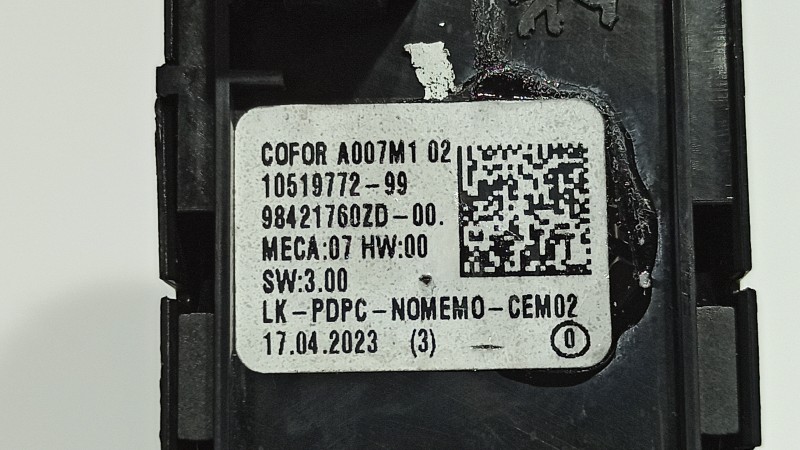 COFOR A007M1 02
10519772-99
98421760ZD-00.
MECA:07 HW:00
SW:3.00
LK-PDPC-NOMEMO-CEM02
17.04.2023 (3) 0